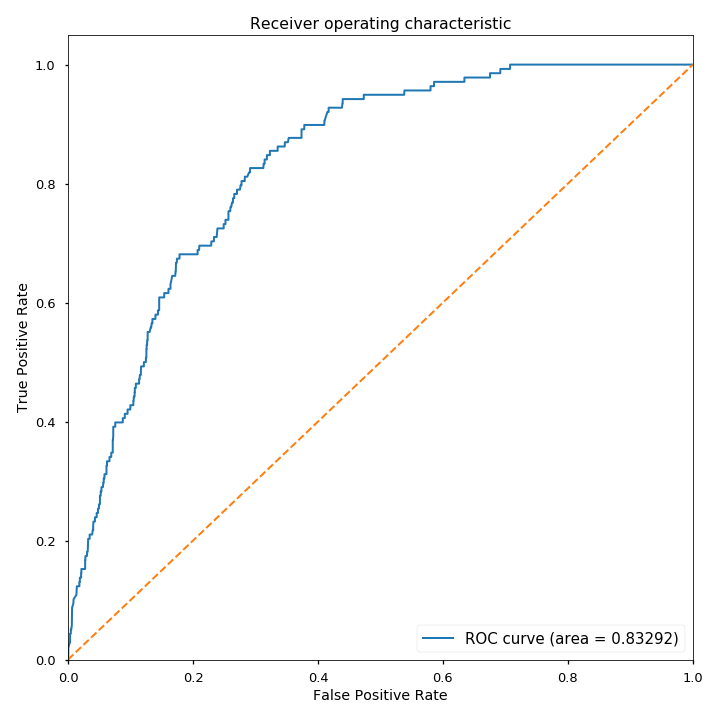 Receiver operating characteristic
True Positive Rate
1.0
0.8
0.6
0.4
0.2
0.0
ROC curve (area = 0.83292)
0.0 0.2 0.4 0.6 0.8 1.0
False Positive Rate